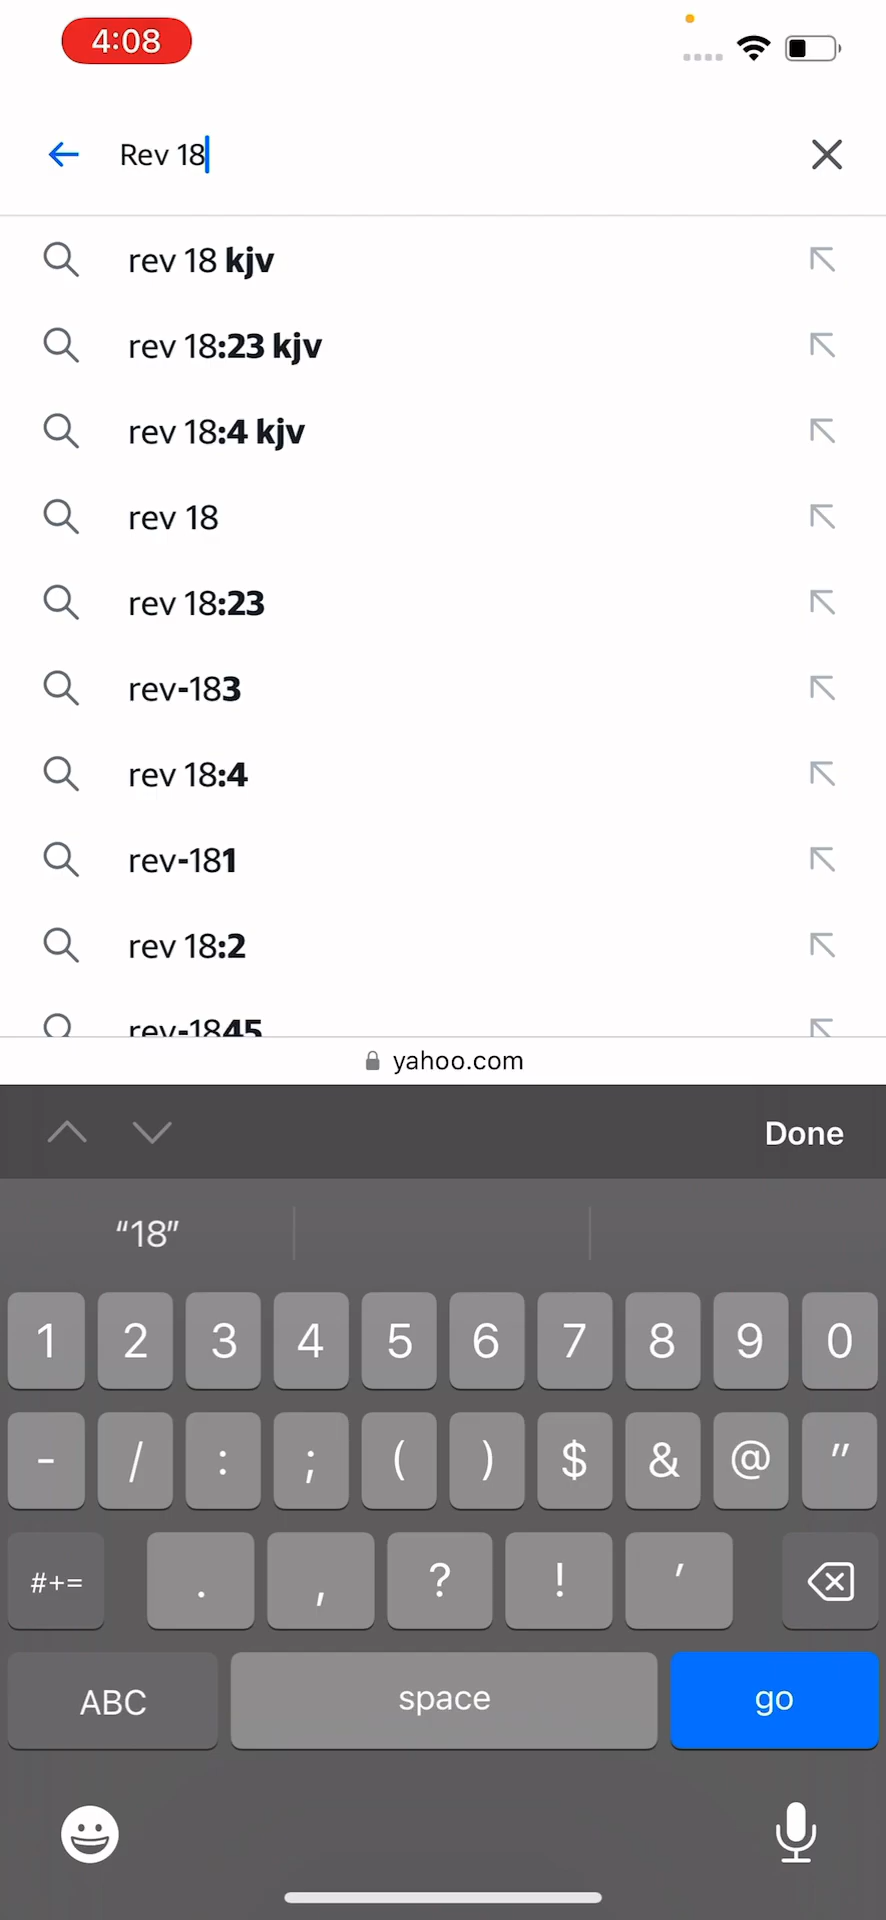 4:08
Rev 18
rev 18 kjv
rev 18:23 kjv
rev 18:4 kjv
rev 18
rev 18:23
rev-183
rev 18:4
rev-181
rev 18:2
rev-1845
yahoo.com
Done
“18”
1 2 3 4 5 6 7 8 9 0
- / : ; ( ) $ & @ "
#+= . , ? ! '
ABC space go